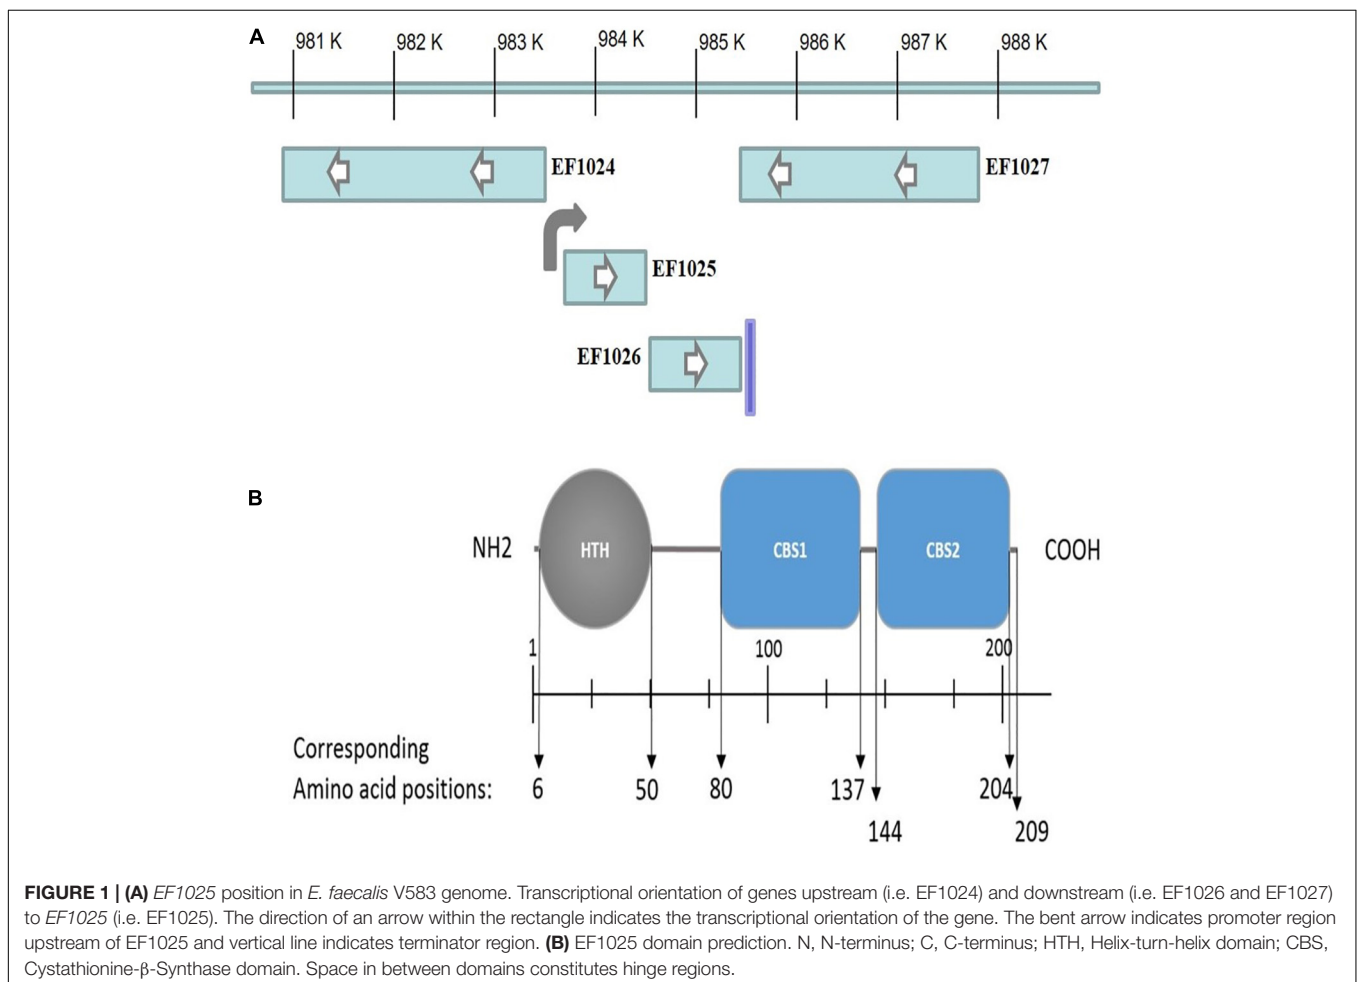 A
981 K 982 K 983 K 984 K 985 K 986 K 987 K 988 K
EF1024
EF1027
EF1025
EF1026
B
NH2 HTH CBS1 CBS2 COOH
1 100 200
Corresponding
Amino acid positions: 6 50 80 137 204
144 209
FIGURE 1 | (A) EF1025 position in E. faecalis V583 genome. Transcriptional orientation of genes upstream (i.e. EF1024) and downstream (i.e. EF1026 and EF1027)
to EF1025 (i.e. EF1025). The direction of an arrow within the rectangle indicates the transcriptional orientation of the gene. The bent arrow indicates promoter region
upstream of EF1025 and vertical line indicates terminator region. (B) EF1025 domain prediction. N, N-terminus; C, C-terminus; HTH, Helix-turn-helix domain; CBS,
Cystathionine-β-Synthase domain. Space in between domains constitutes hinge regions.